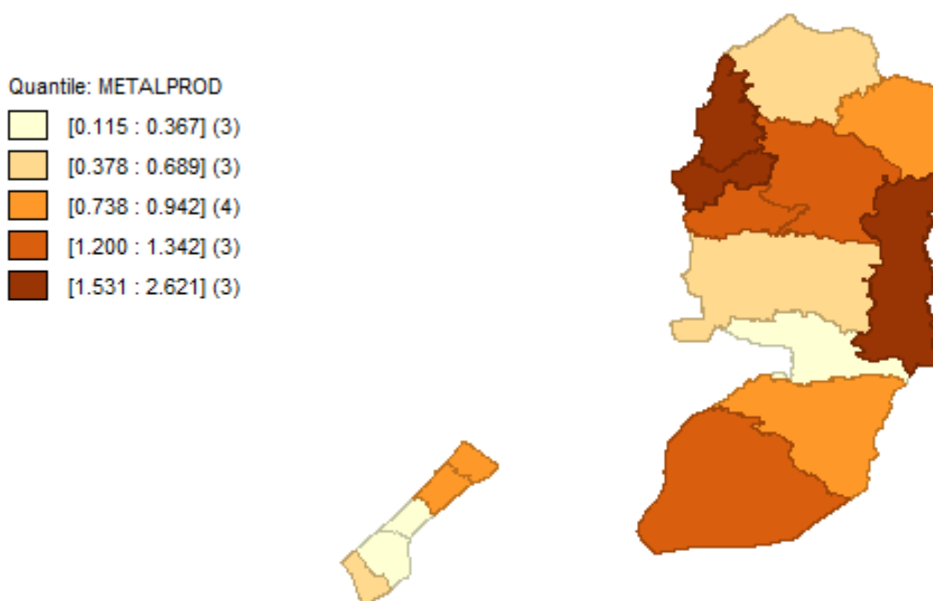 Quantile: METALPROD
[0.115 : 0.367] (3)
[0.378 : 0.689] (3)
[0.738 : 0.942] (4)
[1.200 : 1.342] (3)
[1.531 : 2.621] (3)